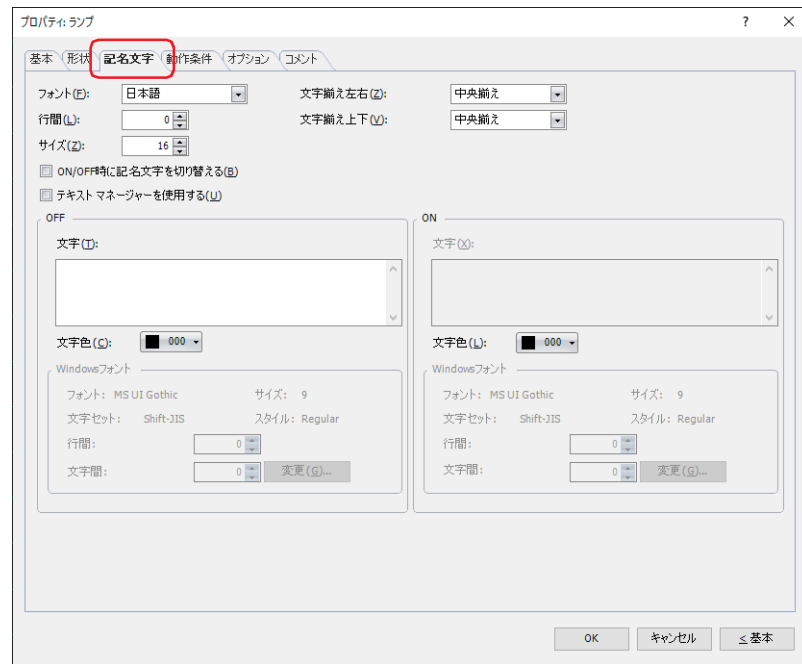 プロパティ: ランプ ? ×
基本 形状 記名文字 動作条件 オプション コメント
フォント(F): 日本語 文字揃え左右(Z): 中央揃え
行間(L): 0 文字揃え上下(V): 中央揃え
サイズ(Z): 16
ON/OFF時に記名文字を切り替える(B)
テキスト マネージャーを使用する(U)
OFF
文字(T):
文字色(C): 000
Windowsフォント
フォント: MS UI Gothic サイズ: 9
文字セット: Shift-JIS スタイル: Regular
行間: 0
文字間: 0 変更(G)...
ON
文字(X):
文字色(L): 000
Windowsフォント
フォント: MS UI Gothic サイズ: 9
文字セット: Shift-JIS スタイル: Regular
行間: 0
文字間: 0 変更(G)...
OK キャンセル < 基本